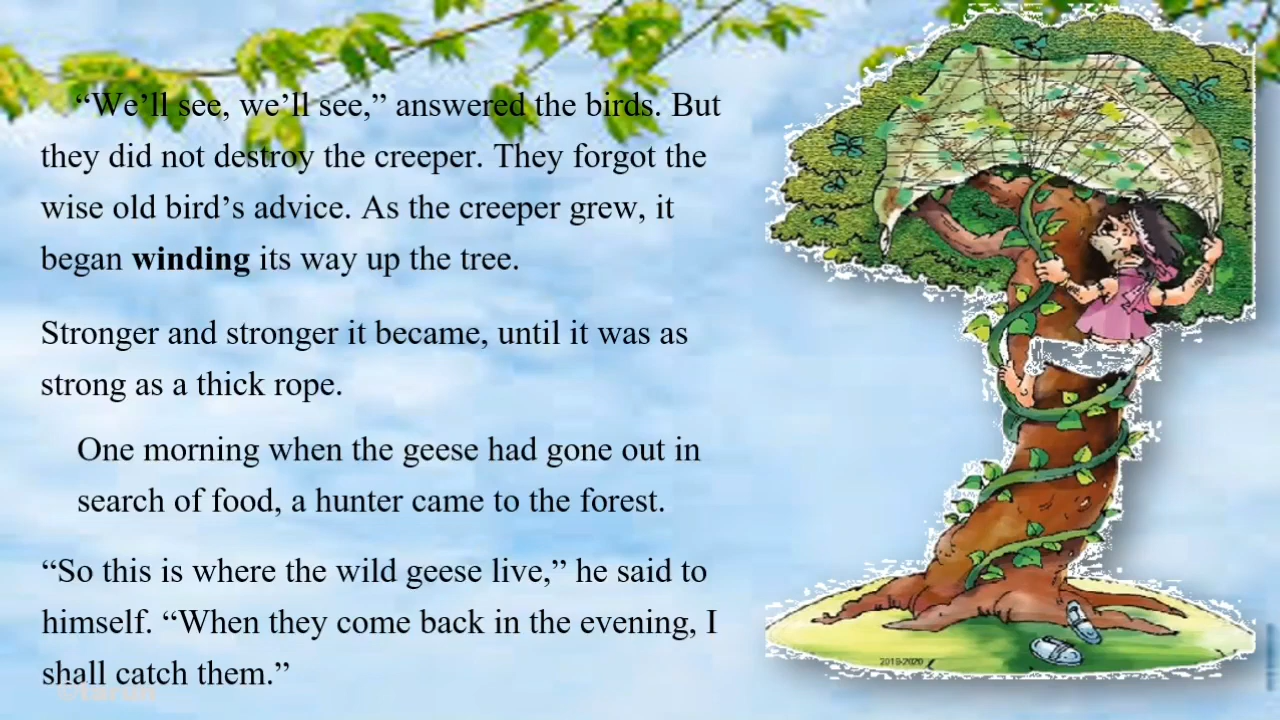 “We’ll see, we’ll see,” answered the birds. But
they did not destroy the creeper. They forgot the
wise old bird’s advice. As the creeper grew, it
began winding its way up the tree.
Stronger and stronger it became, until it was as
strong as a thick rope.
One morning when the geese had gone out in
search of food, a hunter came to the forest.
“So this is where the wild geese live,” he said to
himself. “When they come back in the evening, I
shall catch them.”
2019-2020